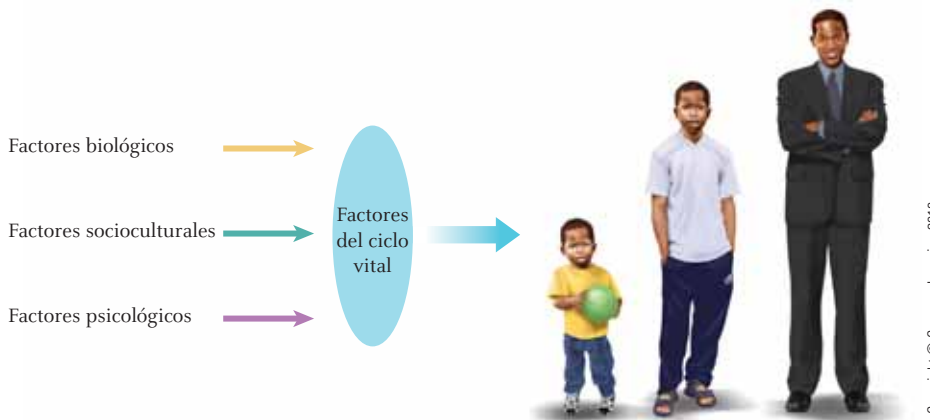 Factores biológicos
Factores socioculturales
Factores psicológicos
Factores
del ciclo
vital